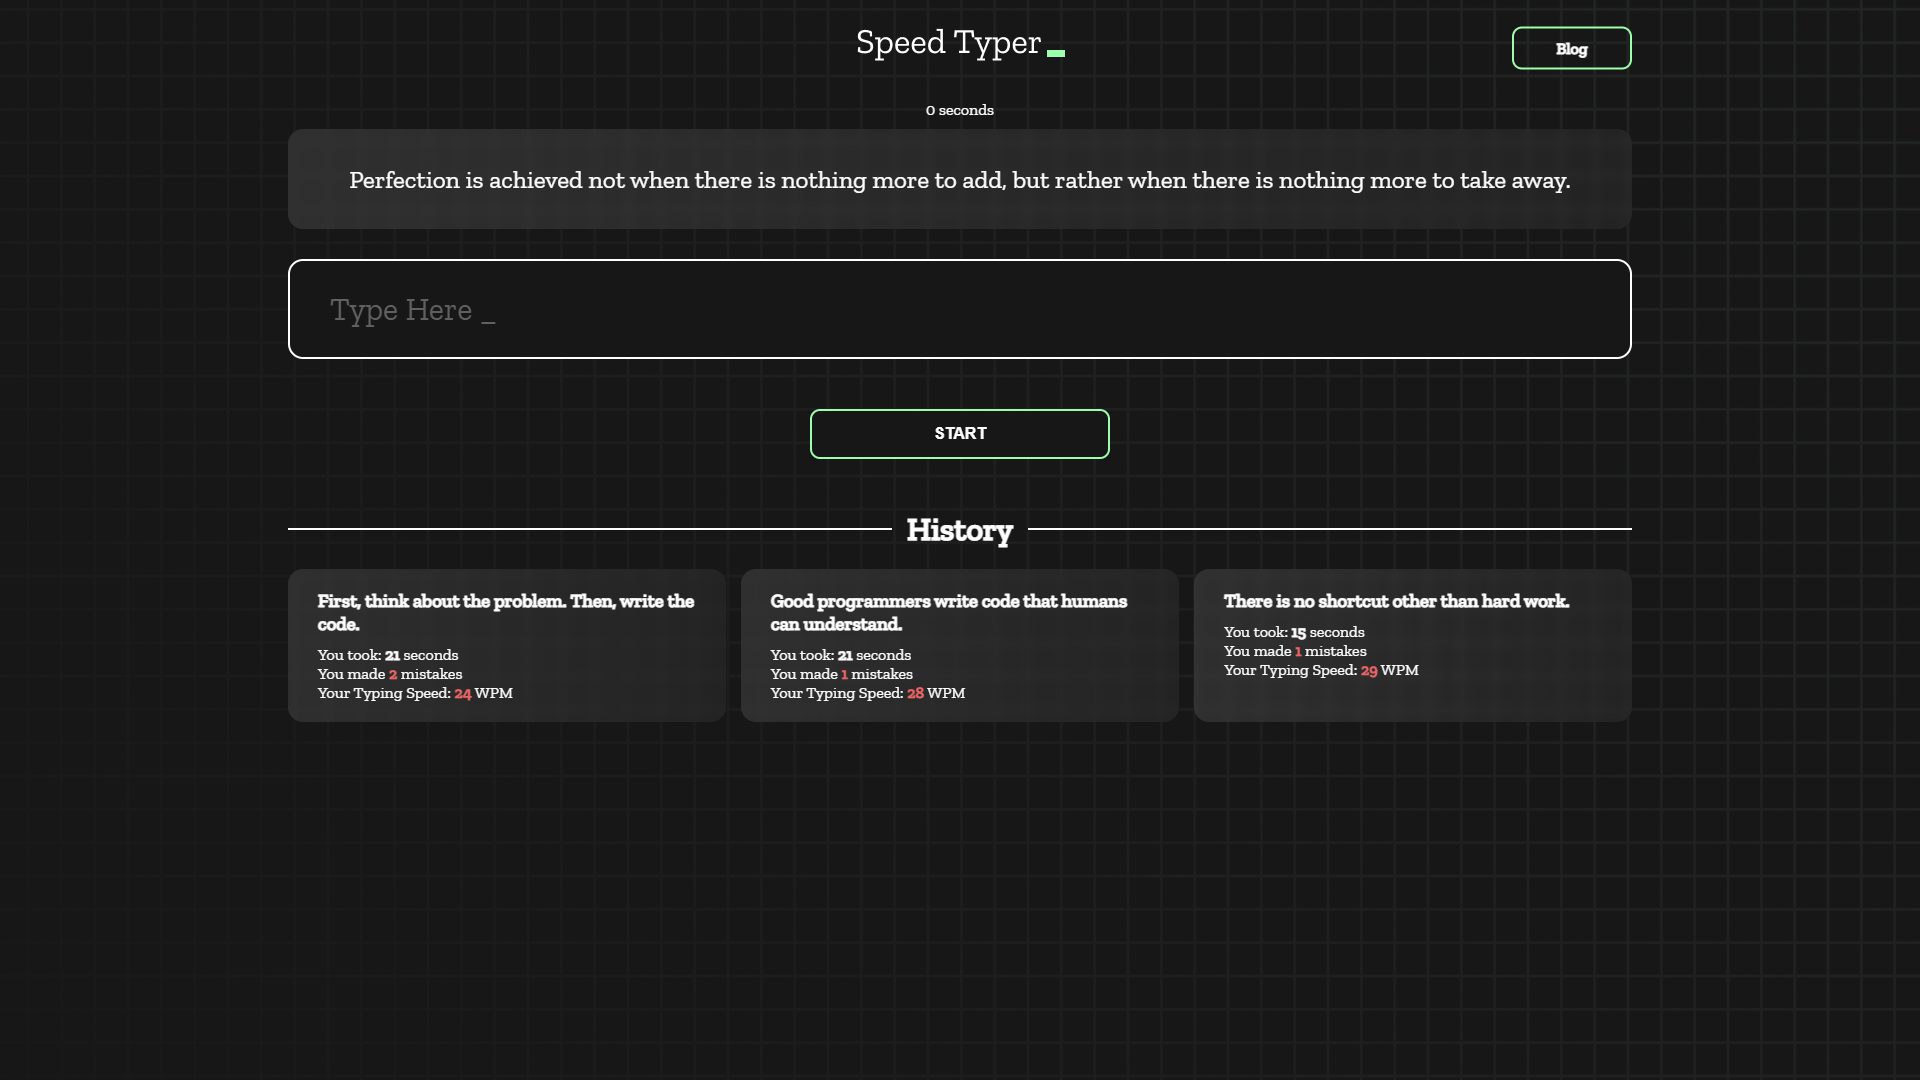 Speed Typer
Blog
0 seconds
Perfection is achieved not when there is nothing more to add, but rather when there is nothing more to take away.
Type Here _
START
History
First, think about the problem. Then, write the
code.
You took: 21 seconds
You made 2 mistakes
Your Typing Speed: 24 WPM
Good programmers write code that humans
can understand.
You took: 21 seconds
You made 1 mistakes
Your Typing Speed: 28 WPM
There is no shortcut other than hard work.
You took: 15 seconds
You made 1 mistakes
Your Typing Speed: 29 WPM